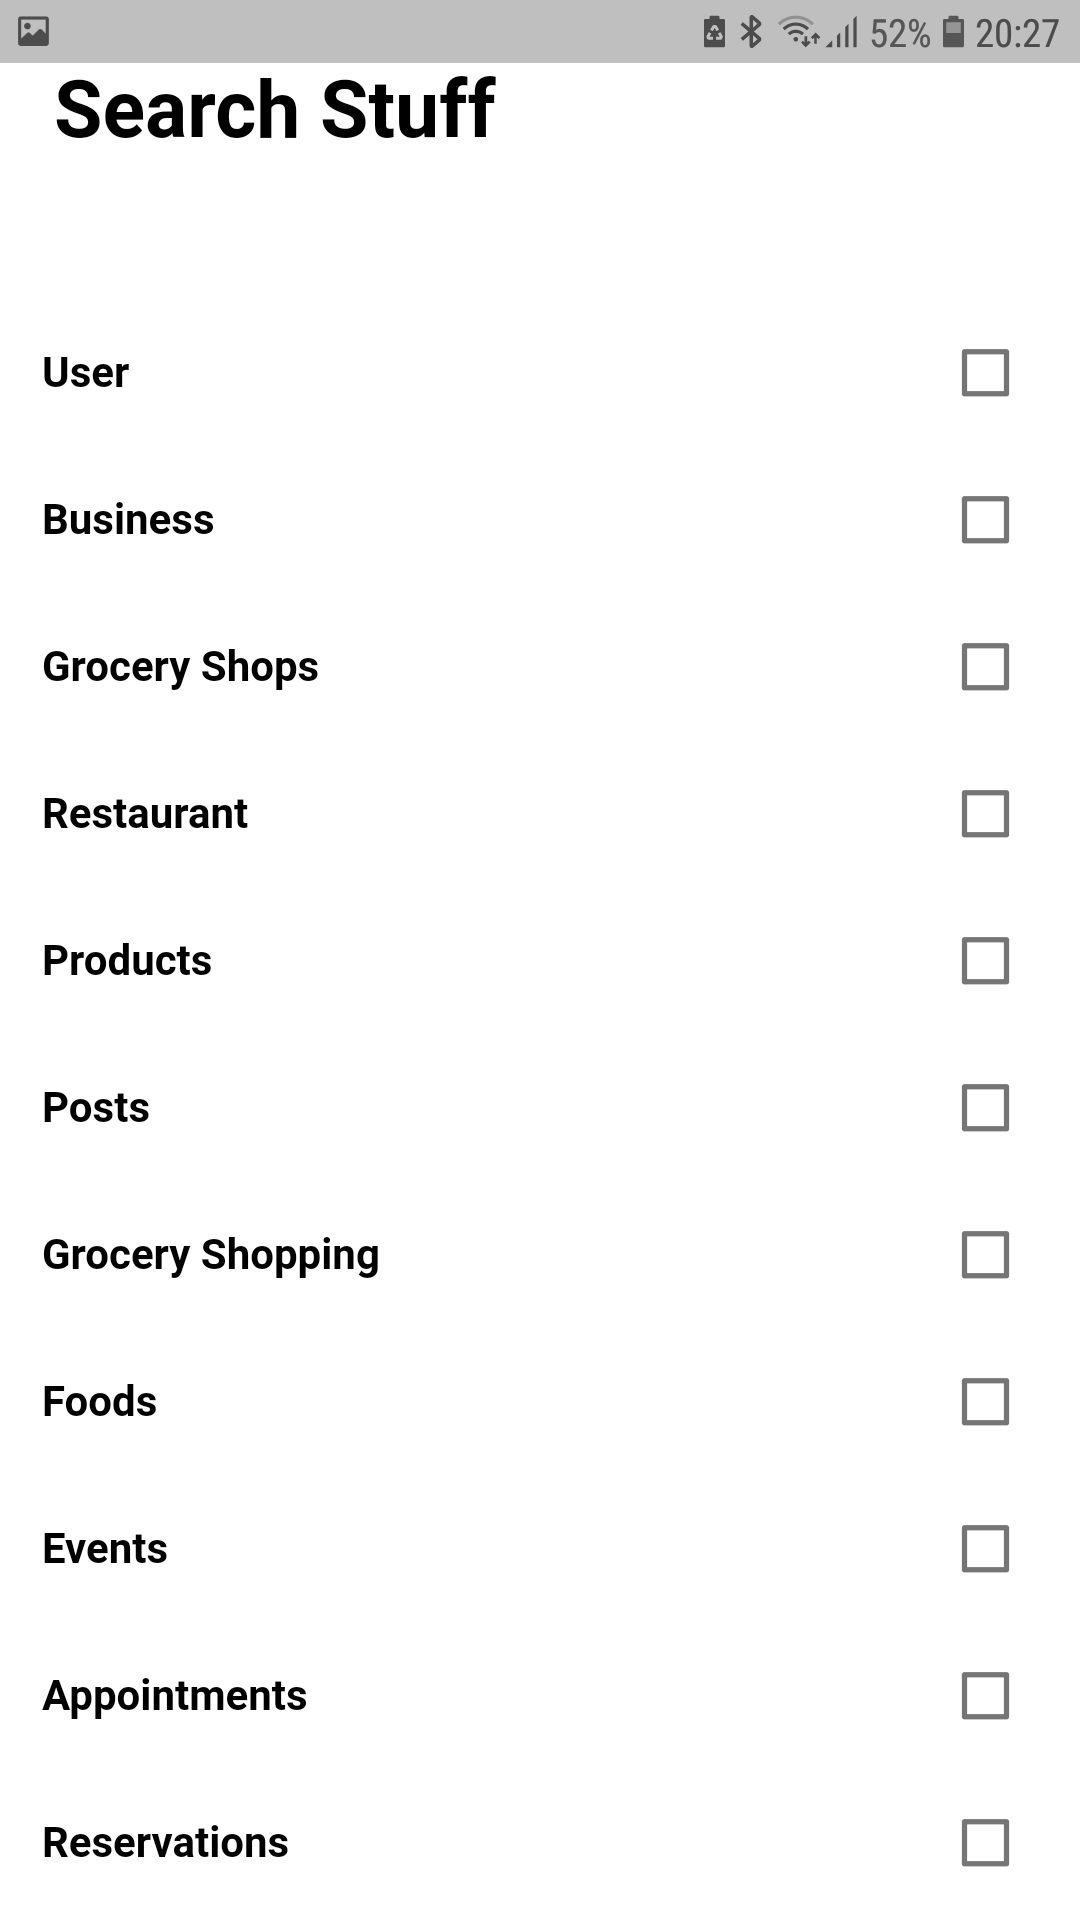 52% 20:27
Search Stuff
User
Business
Grocery Shops
Restaurant
Products
Posts
Grocery Shopping
Foods
Events
Appointments
Reservations